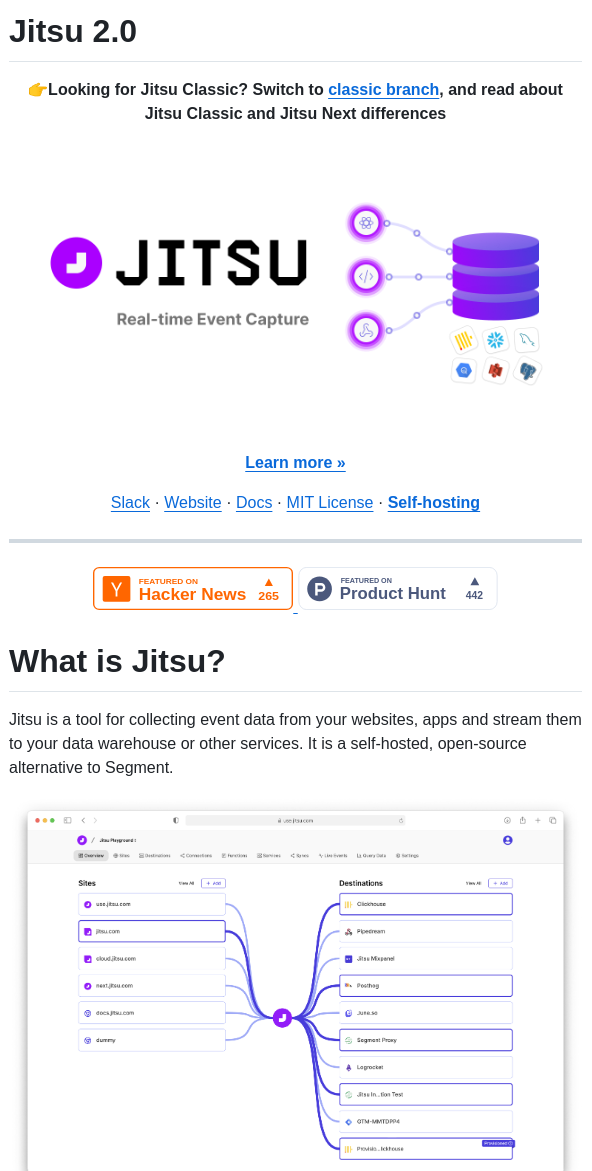 Jitsu 2.0
👉Looking for Jitsu Classic? Switch to classic branch, and read about
Jitsu Classic and Jitsu Next differences
JITSU
Real-time Event Capture
Learn more »
Slack · Website · Docs · MIT License · Self-hosting
FEATURED ON
Hacker News
265
FEATURED ON
Product Hunt
442
What is Jitsu?
Jitsu is a tool for collecting event data from your websites, apps and stream them
to your data warehouse or other services. It is a self-hosted, open-source
alternative to Segment.
use.jitsu.com
Jitsu Playground
Overview Sites Destinations Connections Functions Services Syncs Live Events Query Data Settings
Sites View All + Add
use.jitsu.com
jitsu.com
cloud.jitsu.com
next.jitsu.com
docs.jitsu.com
dummy
Destinations View All + Add
Clickhouse
Pipedream
Jitsu Mixpanel
Posthog
June.so
Segment Proxy
Logrocket
Jitsu In...tion Test
GTM-MMTDPP4
Provisio...lickhouse
Provisioned